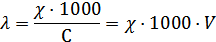 λ = χ · 1000 / C = χ · 1000 · V